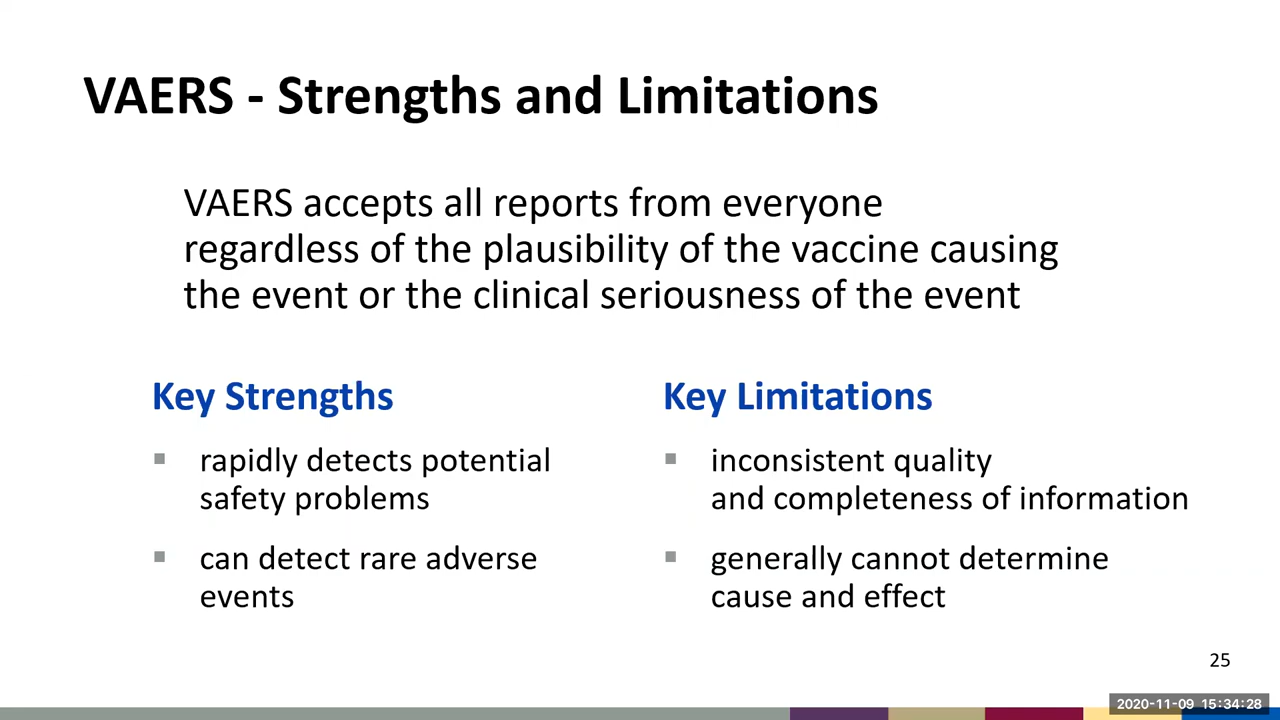 VAERS - Strengths and Limitations
VAERS accepts all reports from everyone
regardless of the plausibility of the vaccine causing
the event or the clinical seriousness of the event
Key Strengths
▪ rapidly detects potential
safety problems
▪ can detect rare adverse
events
Key Limitations
▪ inconsistent quality
and completeness of information
▪ generally cannot determine
cause and effect
25
2020-11-09 15:34:28